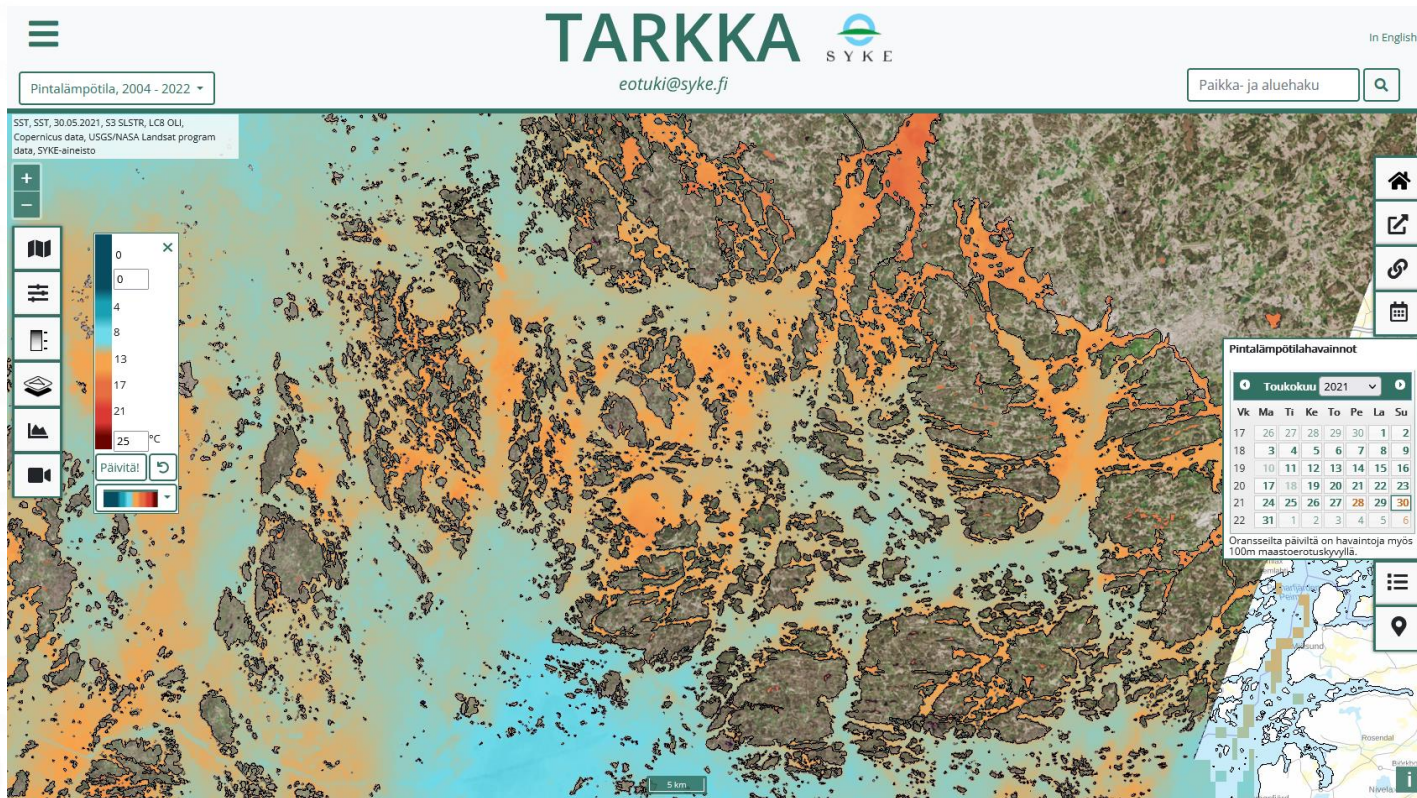 TARKKA
SYKE
In English
Pintalämpötila, 2004 - 2022
eotuki@syke.fi
Paikka- ja aluehaku
SST, SST, 30.05.2021, S3 SLSTR, LC8 OLI,
Copernicus data, USGS/NASA Landsat program
data, SYKE-aineisto
+
−
0
0
4
8
13
17
21
25 °C
Päivitä!
Pintalämpötilahavainnot
Toukokuu 2021
Vk Ma Ti Ke To Pe La Su
17 26 27 28 29 30 1 2
18 3 4 5 6 7 8 9
19 10 11 12 13 14 15 16
20 17 18 19 20 21 22 23
21 24 25 26 27 28 29 30
22 31 1 2 3 4 5 6
Oransseilta päiviltä on havaintoja myös
100m maastoerotuskyvyllä.
Rosendal
5 km
i